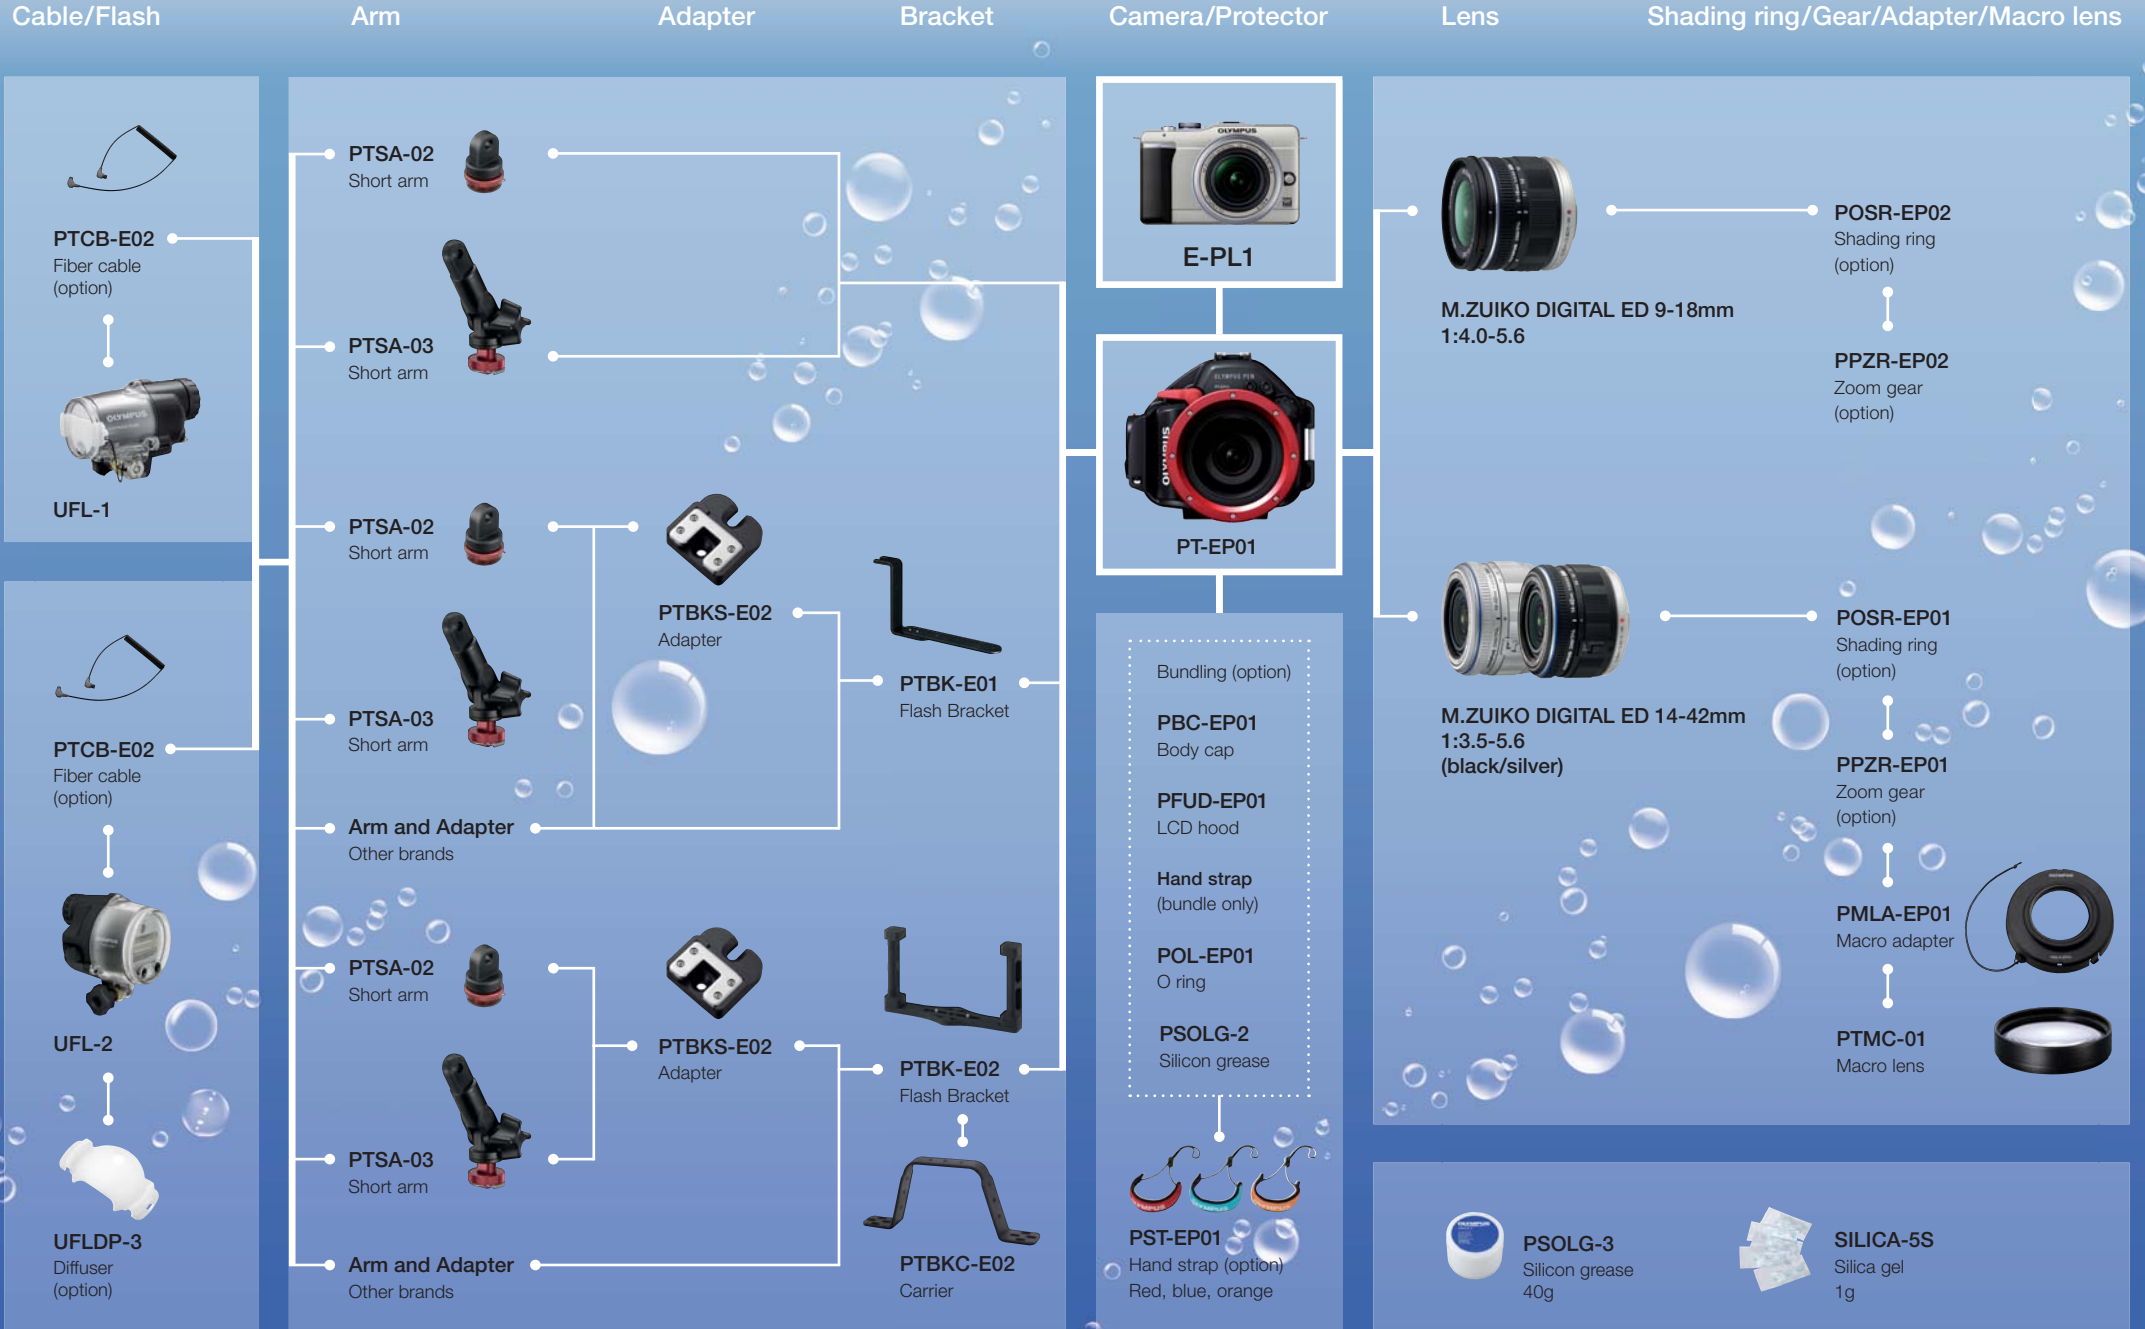 Cable/Flash
Arm
Adapter
Bracket
Camera/Protector
Lens
Shading ring/Gear/Adapter/Macro lens
PTCB-E02
Fiber cable
(option)
OLYMPUS
UFL-1
PTCB-E02
Fiber cable
(option)
UFL-2
UFLDP-3
Diffuser
(option)
PTSA-02
Short arm
PTSA-03
Short arm
PTSA-02
Short arm
PTSA-03
Short arm
Arm and Adapter
Other brands
PTSA-02
Short arm
PTSA-03
Short arm
Arm and Adapter
Other brands
PTBKS-E02
Adapter
PTBKS-E02
Adapter
PTBK-E01
Flash Bracket
PTBK-E02
Flash Bracket
PTBKC-E02
Carrier
OLYMPUS
E-PL1
OLYMPUS PEN
OLYMPUS
PT-EP01
Bundling (option)
PBC-EP01
Body cap
PFUD-EP01
LCD hood
Hand strap
(bundle only)
POL-EP01
O ring
PSOLG-2
Silicon grease
OLYMPUS
OLYMPUS
OLYMPUS
PST-EP01
Hand strap (option)
Red, blue, orange
M.ZUIKO DIGITAL ED 9-18mm
1:4.0-5.6
M.ZUIKO DIGITAL ED 14-42mm
1:3.5-5.6
(black/silver)
POSR-EP02
Shading ring
(option)
PPZR-EP02
Zoom gear
(option)
POSR-EP01
Shading ring
(option)
PPZR-EP01
Zoom gear
(option)
PMLA-EP01
Macro adapter
PTMC-01
Macro lens
OLYMPUS
PSOLG-3
Silicon grease
40g
SILICA-5S
Silica gel
1g